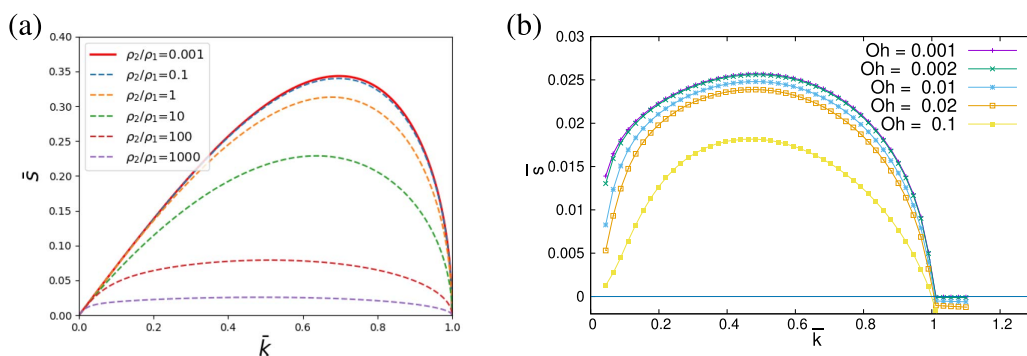 (a)
0.40
0.35
0.30
0.25
0.20
0.15
0.10
0.05
0.00
s̄
ρ₂/ρ₁=0.001
ρ₂/ρ₁=0.1
ρ₂/ρ₁=1
ρ₂/ρ₁=10
ρ₂/ρ₁=100
ρ₂/ρ₁=1000
0.0 0.2 0.4 0.6 0.8 1.0
k̄
(b)
0.03
0.025
0.02
0.015
0.01
0.005
0
s̄
Oh = 0.001
Oh = 0.002
Oh = 0.01
Oh = 0.02
Oh = 0.1
0 0.2 0.4 0.6 0.8 1 1.2
k̄